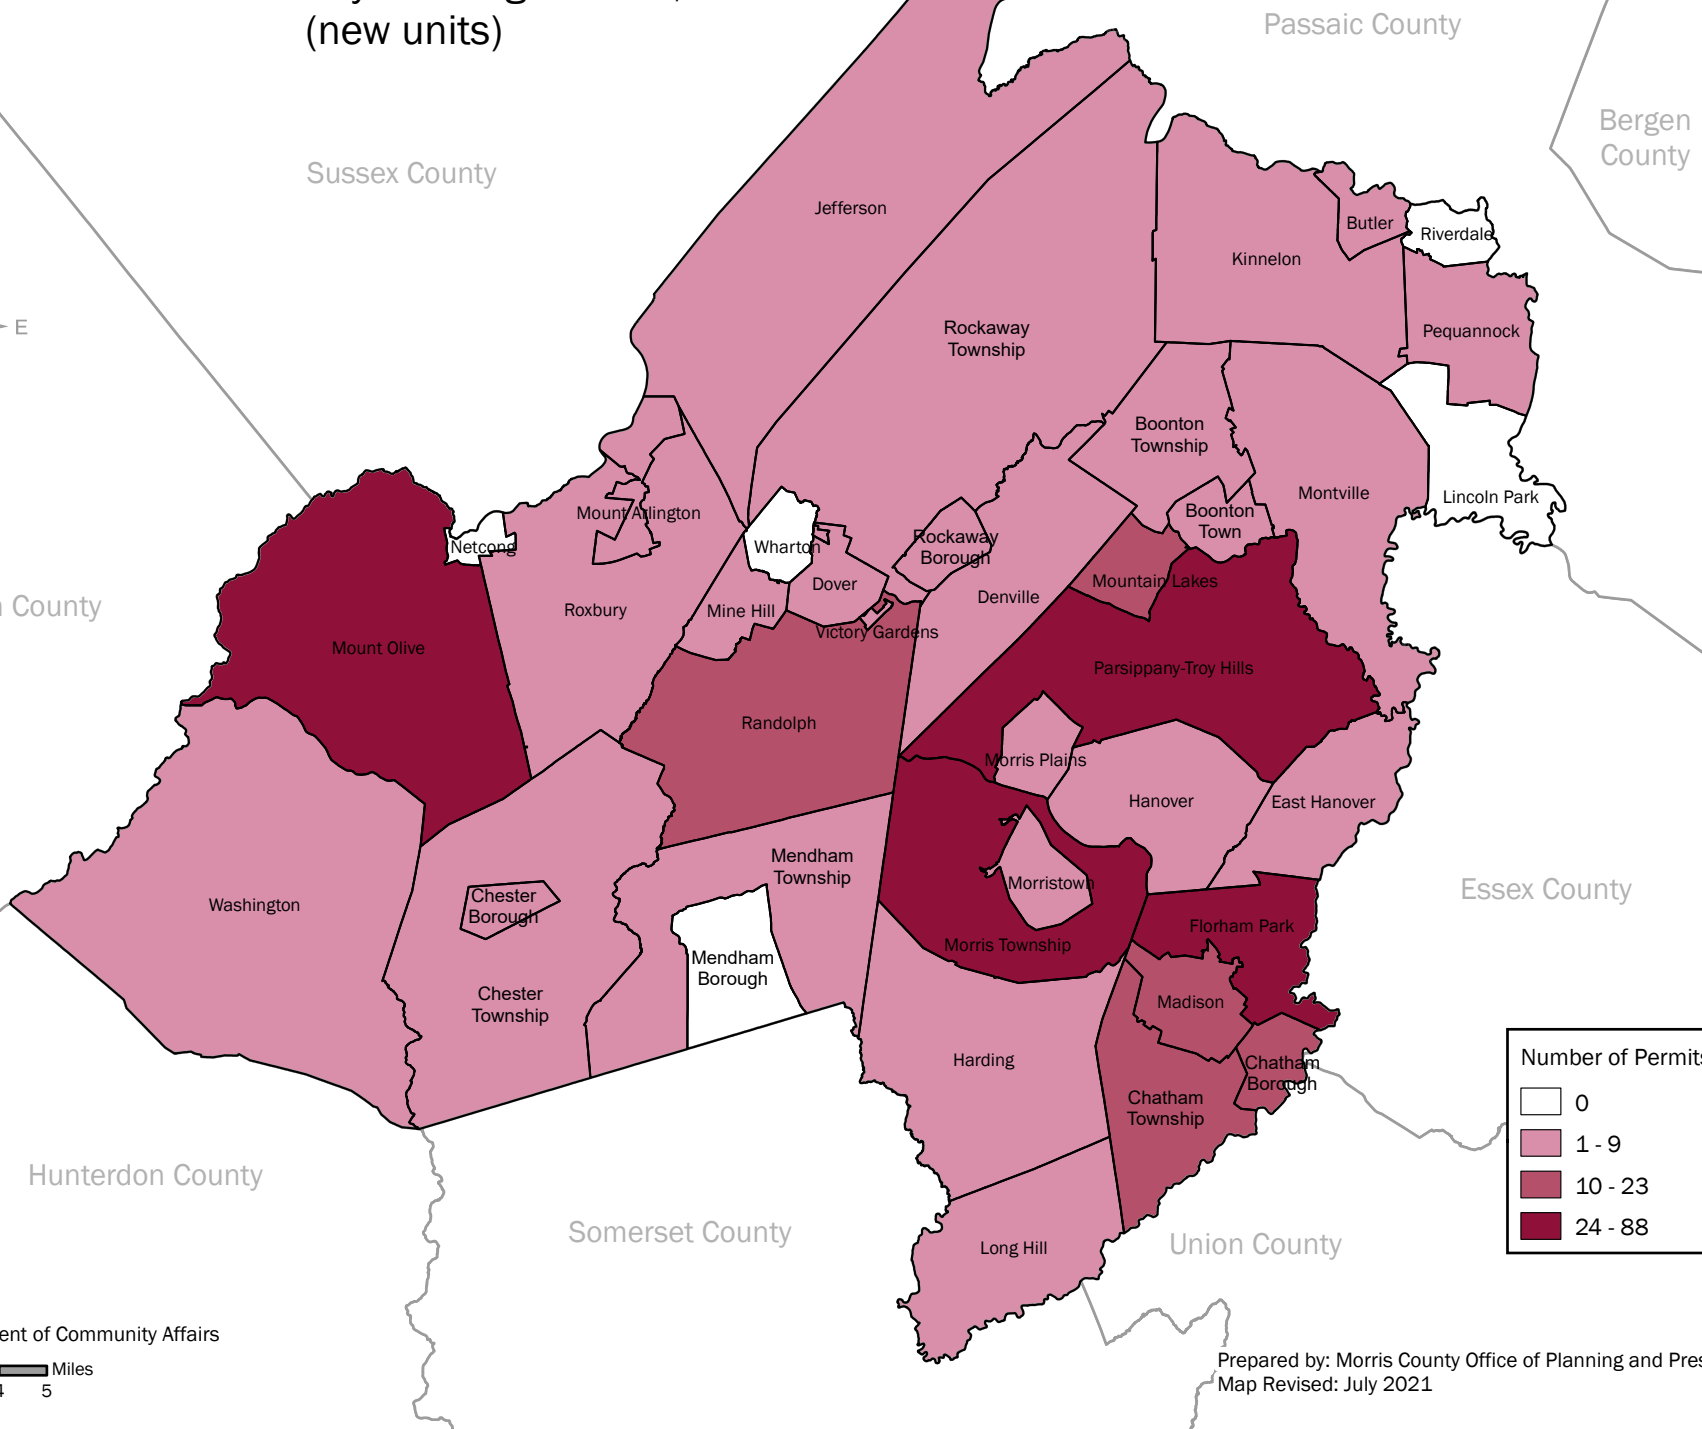 (new units)
Passaic County
Bergen
County
Sussex County
Jefferson
Butler
Riverdale
Kinnelon
E
Rockaway
Township
Pequannock
Boonton
Township
Montville
Lincoln Park
Mount Arlington
Boonton
Town
Netcong
Wharton
Rockaway
Borough
Dover
Mountain Lakes
Denville
County
Roxbury
Mine Hill
Victory Gardens
Mount Olive
Parsippany-Troy Hills
Randolph
Morris Plains
Hanover
East Hanover
Mendham
Township
Morristown
Essex County
Chester
Borough
Washington
Florham Park
Morris Township
Mendham
Borough
Chester
Township
Madison
Harding
Chatham
Borough
Chatham
Township
Number of Permits
0
1 - 9
10 - 23
24 - 88
Hunterdon County
Somerset County
Long Hill
Union County
ent of Community Affairs
Miles
4 5
Prepared by: Morris County Office of Planning and Pres
Map Revised: July 2021